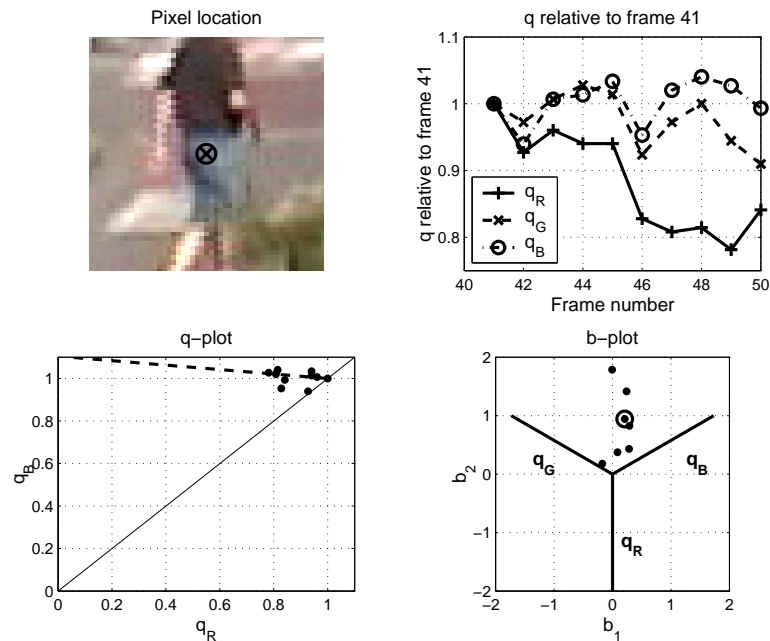 Pixel location
q relative to frame 41
q relative to frame 41
1.1
1
0.9
0.8
q_R
q_G
q_B
40 42 44 46 48 50
Frame number
q−plot
q_B
1
0.8
0.6
0.4
0.2
0
0 0.2 0.4 0.6 0.8 1
q_R
b−plot
b_2
2
1
0
−1
−2
q_G
q_B
q_R
−2 −1 0 1 2
b_1